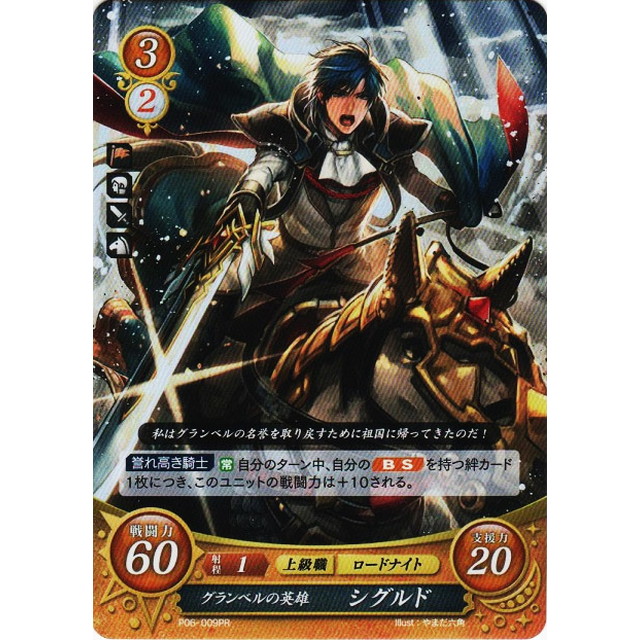 3
2
私はグランベルの名誉を取り戻すために祖国に帰ってきたのだ！
誉れ高き騎士 常 自分のターン中、自分の BS を持つ絆カード
1枚につき、このユニットの戦闘力は＋10される。
戦闘力 60 射程 1 上級職 ロードナイト 支援力 20
グランベルの英雄 シグルド
P06-009PR Illust：やまだ六角